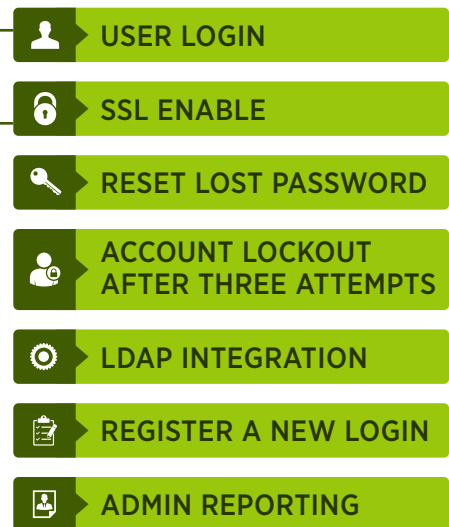 USER LOGIN
SSL ENABLE
RESET LOST PASSWORD
ACCOUNT LOCKOUT
AFTER THREE ATTEMPTS
LDAP INTEGRATION
REGISTER A NEW LOGIN
ADMIN REPORTING